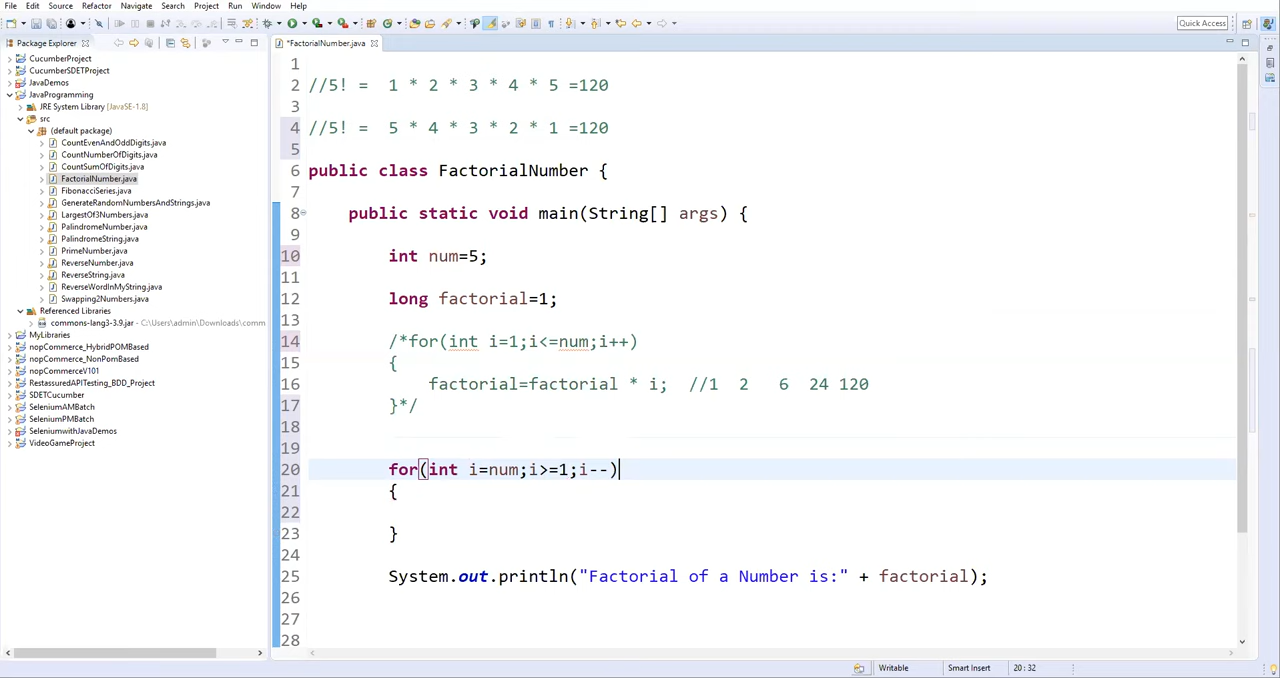 File Edit Source Refactor Navigate Search Project Run Window Help
Quick Access
Package Explorer
*FactorialNumber.java
CucumberProject
CucumberSDETProject
JavaDemos
JavaProgramming
JRE System Library [JavaSE-1.8]
src
(default package)
CountEvenAndOddDigits.java
CountNumberOfDigits.java
CountSumOfDigits.java
FactorialNumber.java
FibonacciSeries.java
GenerateRandomNumbersAndStrings.java
LargestOf3Numbers.java
PalindromeNumber.java
PalindromeString.java
PrimeNumber.java
ReverseNumber.java
ReverseString.java
ReverseWordInMyString.java
Swapping2Numbers.java
Referenced Libraries
commons-lang3-3.9.jar - C:\Users\admin\Downloads\comm
MyLibraries
nopCommerce_HybridPOMBased
nopCommerce_NonPomBased
nopCommerceV101
RestassuredAPITesting_BDD_Project
SDETCucumber
SeleniumAMBatch
SeleniumPMBatch
SeleniumwithJavaDemos
VideoGameProject
1
2 //5! = 1 * 2 * 3 * 4 * 5 =120
3
4 //5! = 5 * 4 * 3 * 2 * 1 =120
5
6 public class FactorialNumber {
7
8 public static void main(String[] args) {
9
10 int num=5;
11
12 long factorial=1;
13
14 /*for(int i=1;i<=num;i++)
15 {
16 factorial=factorial * i; //1 2 6 24 120
17 }*/
18
19
20 for(int i=num;i>=1;i--)
21 {
22
23 }
24
25 System.out.println("Factorial of a Number is:" + factorial);
26
27
28
Writable Smart Insert 20 : 32